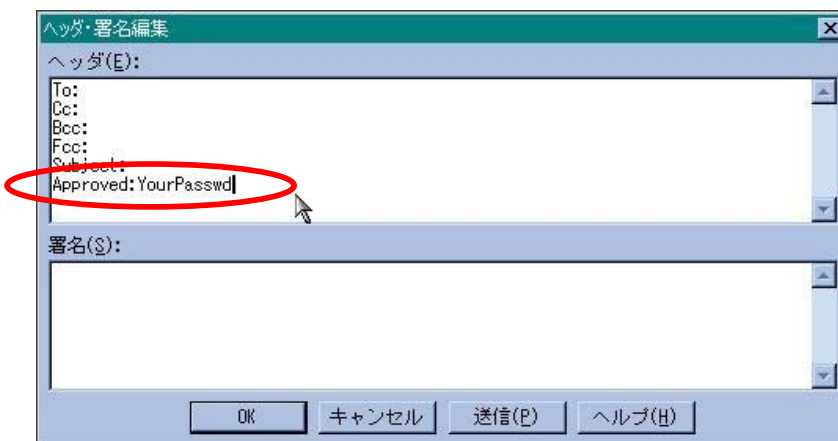 ヘッダ・署名編集
ヘッダ(E):
To:
Cc:
Bcc:
Fcc:
Subject:
Approved:YourPasswd
署名(S):
OK キャンセル 送信(P) ヘルプ(H)